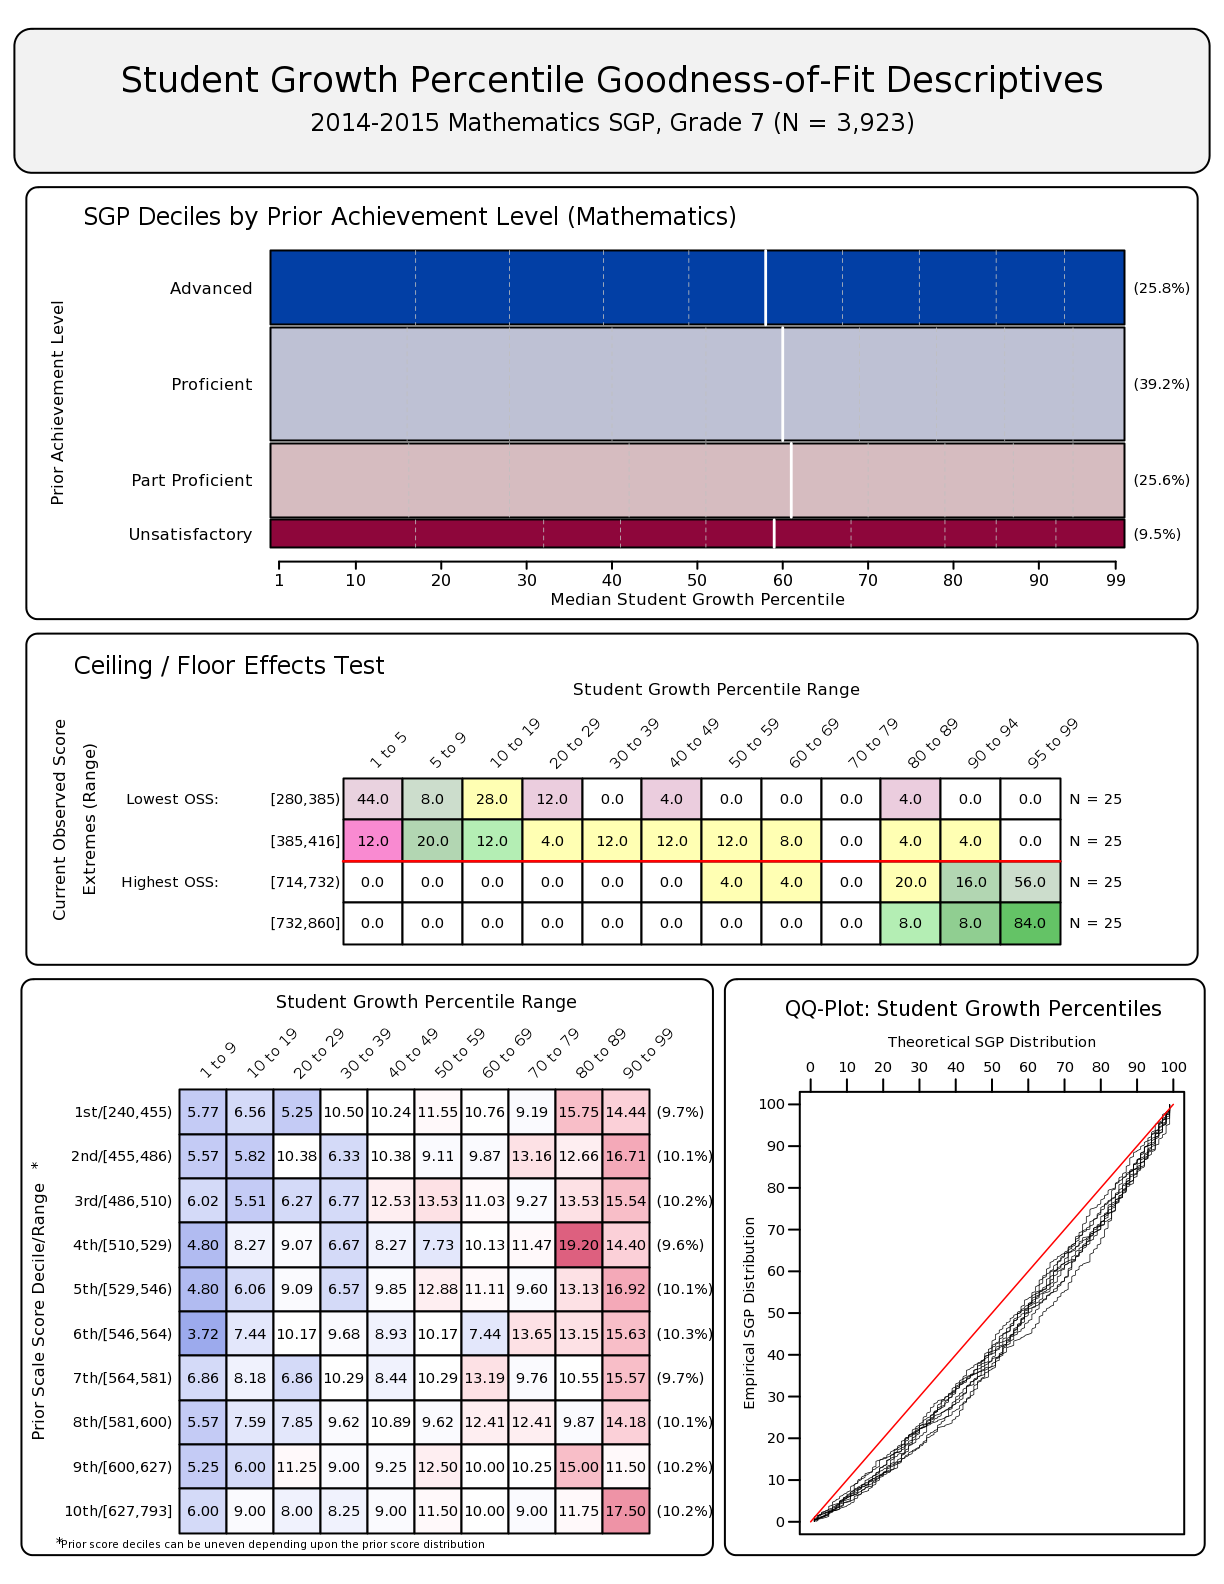 Student Growth Percentile Goodness-of-Fit Descriptives
2014-2015 Mathematics SGP, Grade 7 (N = 3,923)
SGP Deciles by Prior Achievement Level (Mathematics)
Prior Achievement Level
Advanced (25.8%)
Proficient (39.2%)
Part Proficient (25.6%)
Unsatisfactory (9.5%)
1 10 20 30 40 50 60 70 80 90 99
Median Student Growth Percentile
Ceiling / Floor Effects Test
Student Growth Percentile Range
1 to 5 5 to 9 10 to 19 20 to 29 30 to 39 40 to 49 50 to 59 60 to 69 70 to 79 80 to 89 90 to 94 95 to 99
Current Observed Score
Extremes (Range)
Lowest OSS: [280,385) 44.0 8.0 28.0 12.0 0.0 4.0 0.0 0.0 0.0 4.0 0.0 0.0 N = 25
[385,416] 12.0 20.0 12.0 4.0 12.0 12.0 12.0 8.0 0.0 4.0 4.0 0.0 N = 25
Highest OSS: [714,732) 0.0 0.0 0.0 0.0 0.0 0.0 4.0 4.0 0.0 20.0 16.0 56.0 N = 25
[732,860] 0.0 0.0 0.0 0.0 0.0 0.0 0.0 0.0 0.0 8.0 8.0 84.0 N = 25
Student Growth Percentile Range
1 to 9 10 to 19 20 to 29 30 to 39 40 to 49 50 to 59 60 to 69 70 to 79 80 to 89 90 to 99
Prior Scale Score Decile/Range *
1st/[240,455) 5.77 6.56 5.25 10.50 10.24 11.55 10.76 9.19 15.75 14.44 (9.7%)
2nd/[455,486) 5.57 5.82 10.38 6.33 10.38 9.11 9.87 13.16 12.66 16.71 (10.1%)
3rd/[486,510) 6.02 5.51 6.27 6.77 12.53 13.53 11.03 9.27 13.53 15.54 (10.2%)
4th/[510,529) 4.80 8.27 9.07 6.67 8.27 7.73 10.13 11.47 19.20 14.40 (9.6%)
5th/[529,546) 4.80 6.06 9.09 6.57 9.85 12.88 11.11 9.60 13.13 16.92 (10.1%)
6th/[546,564) 3.72 7.44 10.17 9.68 8.93 10.17 7.44 13.65 13.15 15.63 (10.3%)
7th/[564,581) 6.86 8.18 6.86 10.29 8.44 10.29 13.19 9.76 10.55 15.57 (9.7%)
8th/[581,600) 5.57 7.59 7.85 9.62 10.89 9.62 12.41 12.41 9.87 14.18 (10.1%)
9th/[600,627) 5.25 6.00 11.25 9.00 9.25 12.50 10.00 10.25 15.00 11.50 (10.2%)
10th/[627,793] 6.00 9.00 8.00 8.25 9.00 11.50 10.00 9.00 11.75 17.50 (10.2%)
*Prior score deciles can be uneven depending upon the prior score distribution
QQ-Plot: Student Growth Percentiles
Theoretical SGP Distribution
0 10 20 30 40 50 60 70 80 90 100
Empirical SGP Distribution
100
90
80
70
60
50
40
30
20
10
0